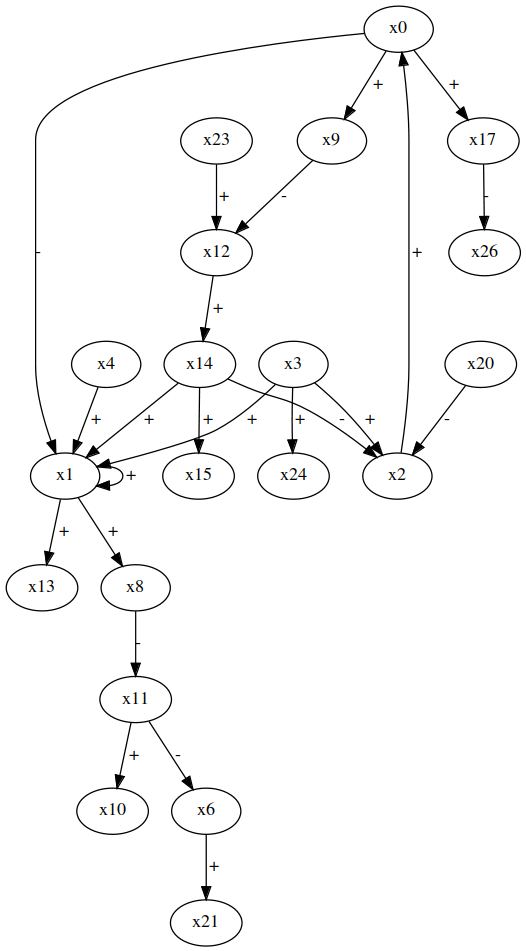 x0
+
+
x23
x9
x17
-
+
-
-
x12
x26
+
+
x4
x14
x3
x20
+
+
+
+
+
-
+
-
x1
+
x15
x24
x2
+
+
x13
x8
-
x11
+
-
x10
x6
+
x21